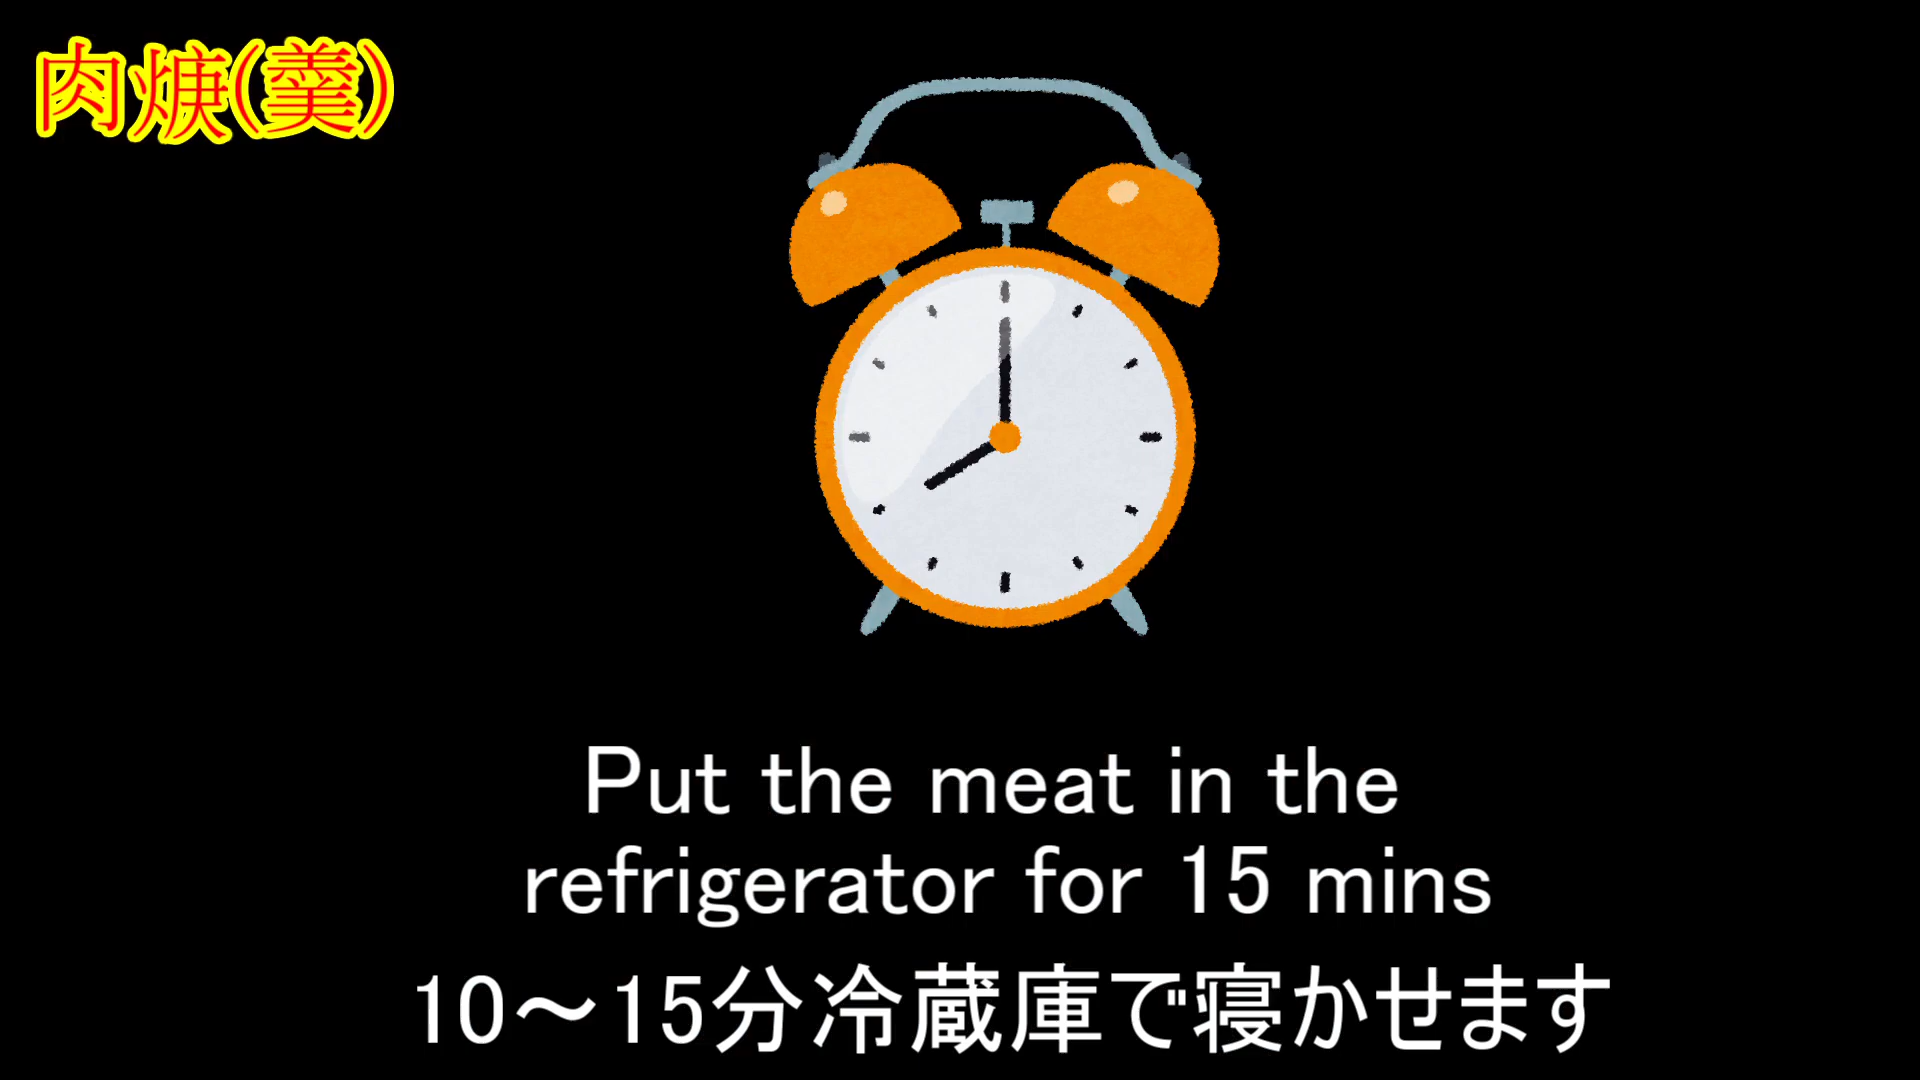 肉焿(羹)
Put the meat in the
refrigerator for 15 mins
10～15分冷蔵庫で寝かせます